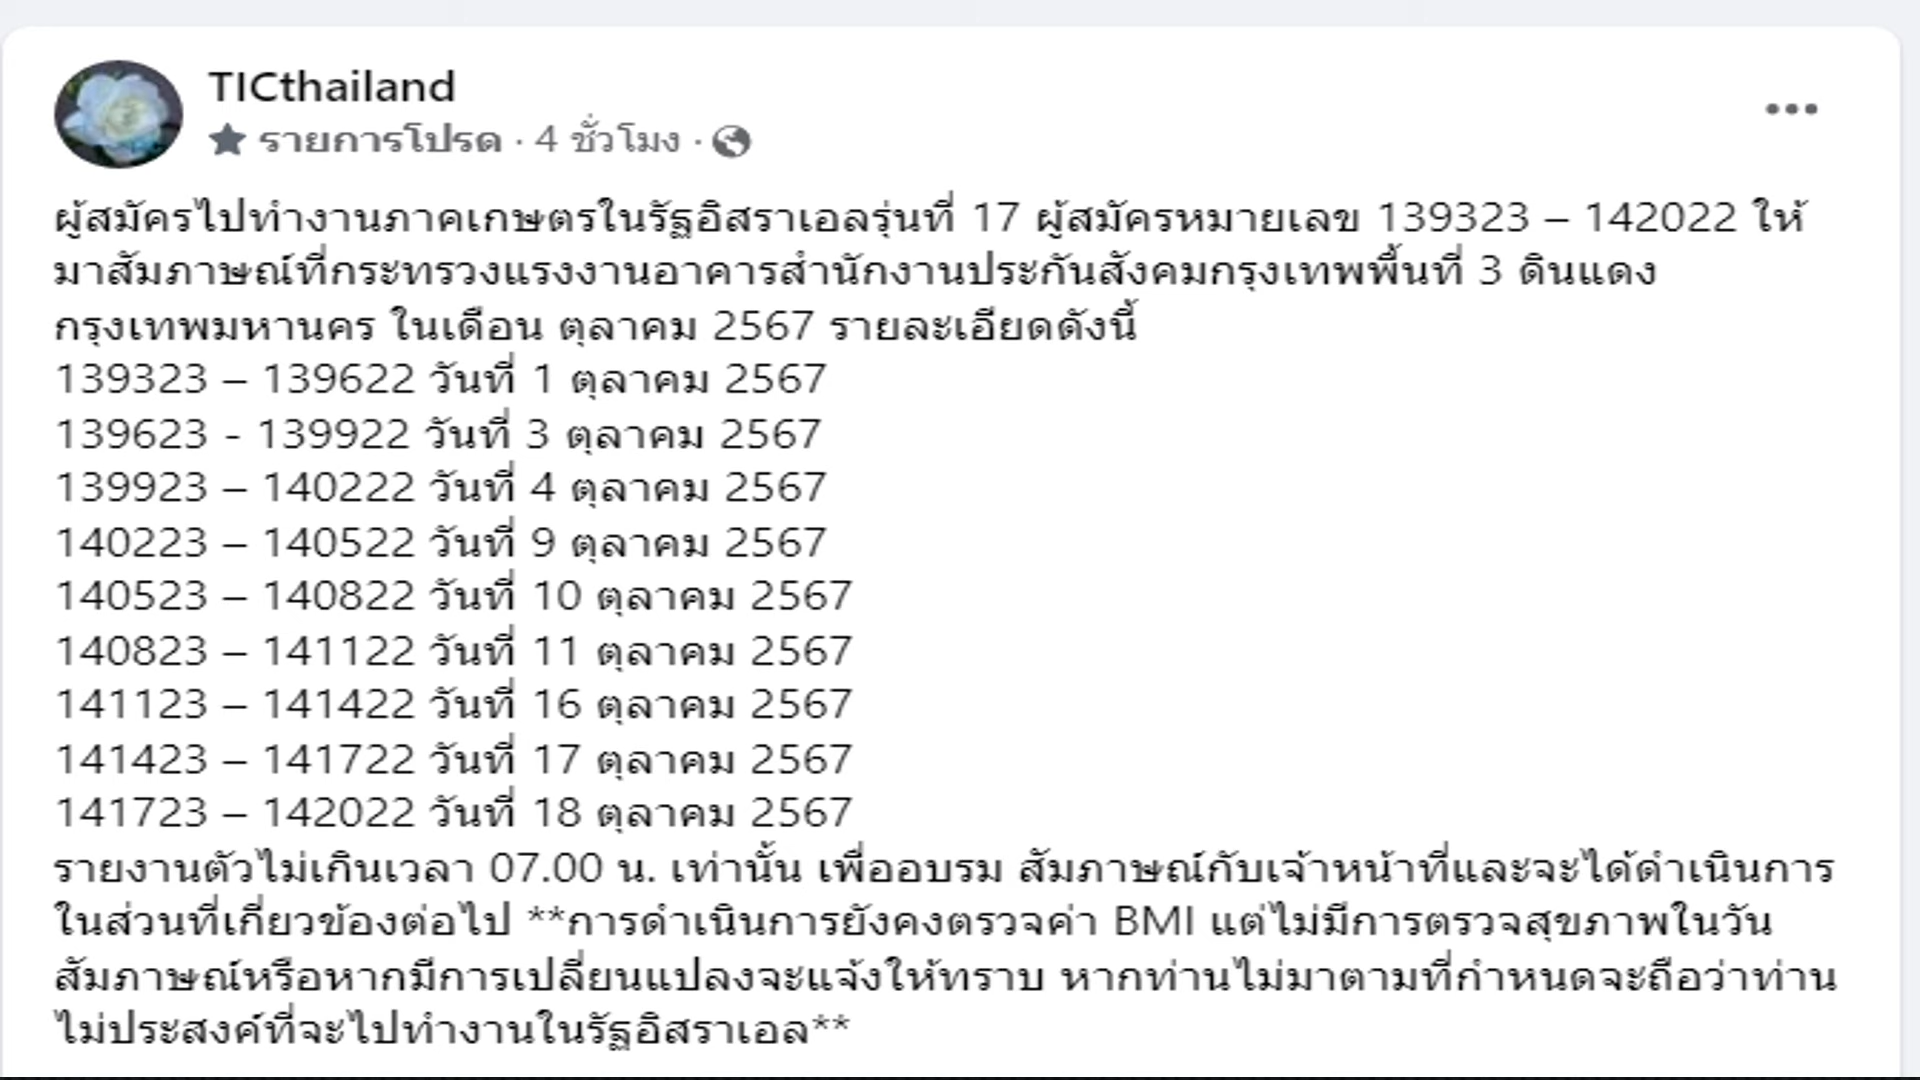 TICthailand
รายการโปรด · 4 ชั่วโมง ·
ผู้สมัครไปทำงานภาคเกษตรในรัฐอิสราเอลรุ่นที่ 17 ผู้สมัครหมายเลข 139323 – 142022 ให้
มาสัมภาษณ์ที่กระทรวงแรงงานอาคารสำนักงานประกันสังคมกรุงเทพพื้นที่ 3 ดินแดง
กรุงเทพมหานคร ในเดือน ตุลาคม 2567 รายละเอียดดังนี้
139323 – 139622 วันที่ 1 ตุลาคม 2567
139623 - 139922 วันที่ 3 ตุลาคม 2567
139923 – 140222 วันที่ 4 ตุลาคม 2567
140223 – 140522 วันที่ 9 ตุลาคม 2567
140523 – 140822 วันที่ 10 ตุลาคม 2567
140823 – 141122 วันที่ 11 ตุลาคม 2567
141123 – 141422 วันที่ 16 ตุลาคม 2567
141423 – 141722 วันที่ 17 ตุลาคม 2567
141723 – 142022 วันที่ 18 ตุลาคม 2567
รายงานตัวไม่เกินเวลา 07.00 น. เท่านั้น เพื่ออบรม สัมภาษณ์กับเจ้าหน้าที่และจะได้ดำเนินการ
ในส่วนที่เกี่ยวข้องต่อไป **การดำเนินการยังคงตรวจค่า BMI แต่ไม่มีการตรวจสุขภาพในวัน
สัมภาษณ์หรือหากมีการเปลี่ยนแปลงจะแจ้งให้ทราบ หากท่านไม่มาตามที่กำหนดจะถือว่าท่าน
ไม่ประสงค์ที่จะไปทำงานในรัฐอิสราเอล**